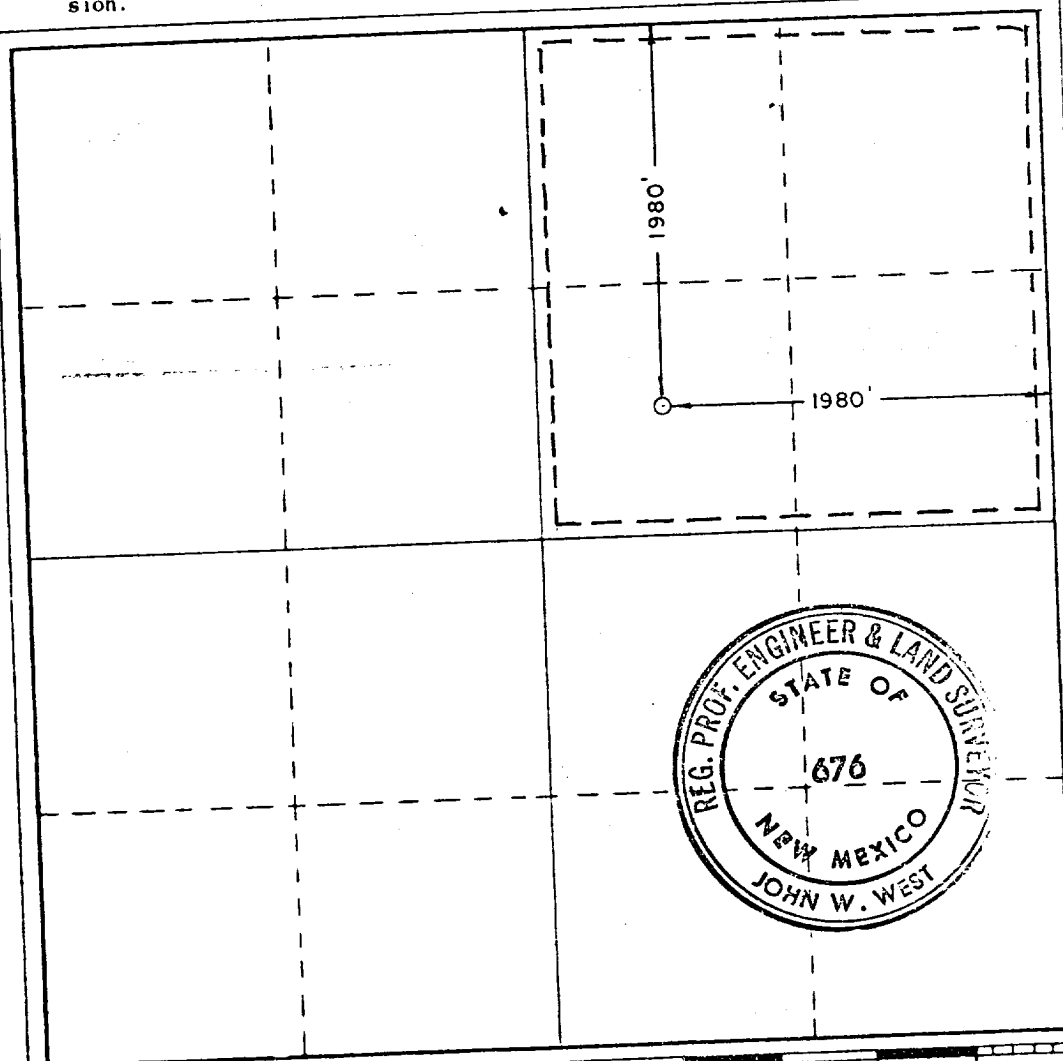 sion.
1980'
1980'
REG. PROF. ENGINEER & LAND SURVEYOR
STATE OF
676
NEW MEXICO
JOHN W. WEST